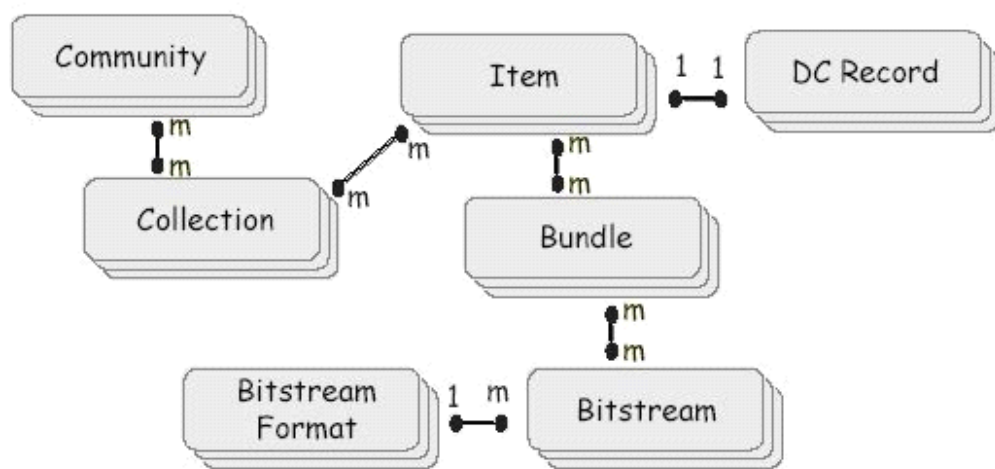 Community
Item
1 1
DC Record
m
m
m
m
m
m
Collection
Bundle
m
m
Bitstream
Format
1 m
Bitstream